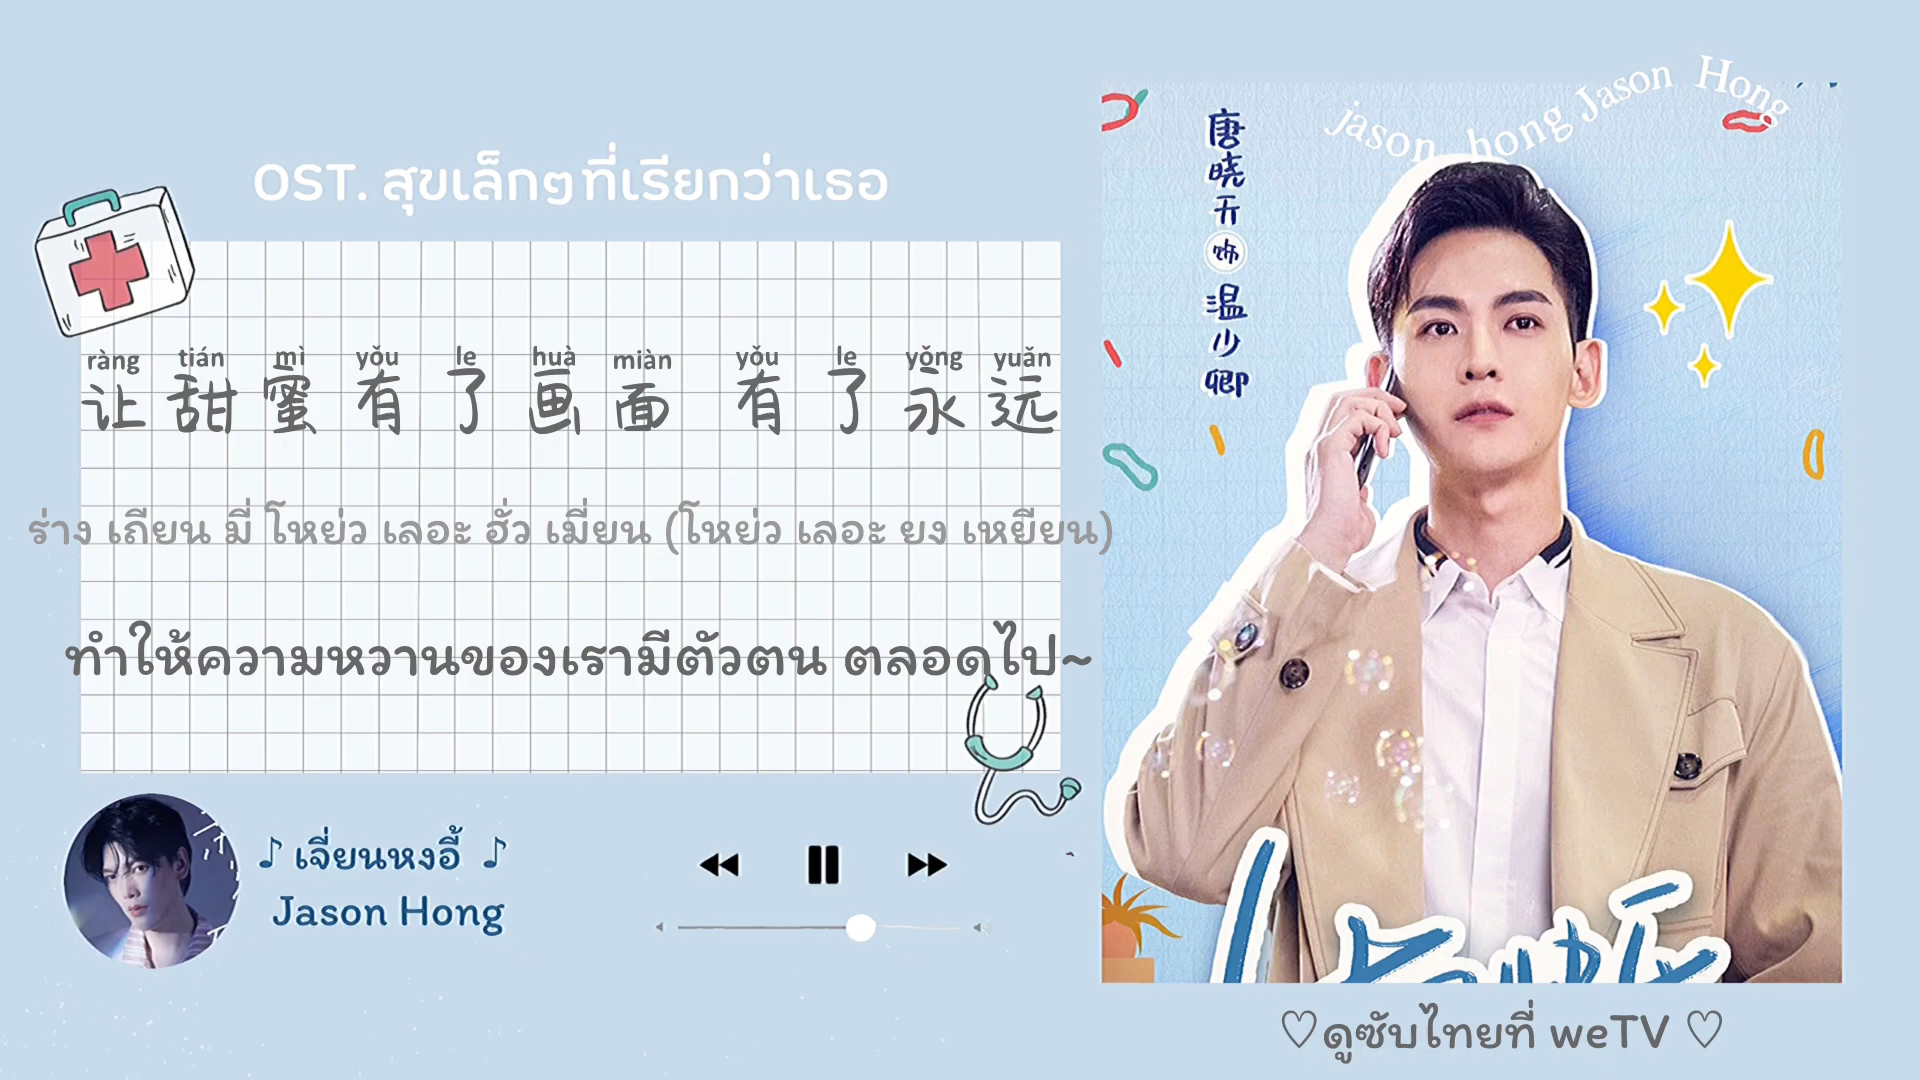 OST. สุขเล็กๆที่เรียกว่าเธอ
ràng tián mì yǒu le huà miàn yǒu le yǒng yuǎn
让甜蜜有了画面 有了永远
ร่าง เถียน มี่ โหย่ว เลอะ ฮั่ว เมี่ยน (โหย่ว เลอะ ยง เหยียน)
ทำให้ความหวานของเรามีตัวตน ตลอดไป~
♪ เจี่ยนหงอี้ ♪
Jason Hong
jason hong Jason Hong
唐晓天 饰 温少卿
♡ดูซับไทยที่ weTV ♡